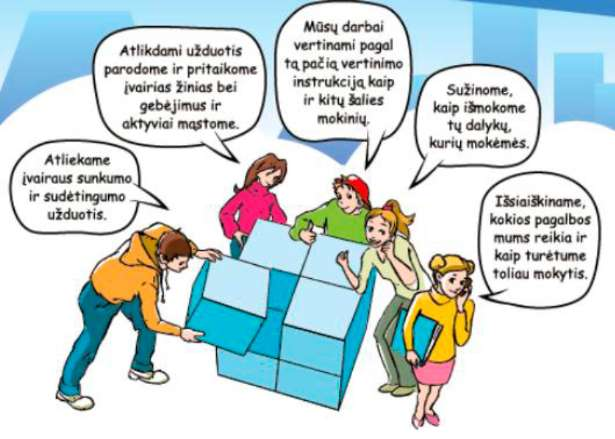 Atliekame
įvairaus sunkumo
ir sudėtingumo
užduotis.
Atlikdami užduotis
parodome ir pritaikome
įvairias žinias bei
gebėjimus ir
aktyviai mąstome.
Mūsų darbai
vertinami pagal
tą pačią vertinimo
instrukciją kaip
ir kitų šalies
mokinių.
Sužinome,
kaip išmokome
tų dalykų,
kurių mokėmės.
Išsiaiškiname,
kokios pagalbos
mums reikia ir
kaip turėtume
toliau mokytis.